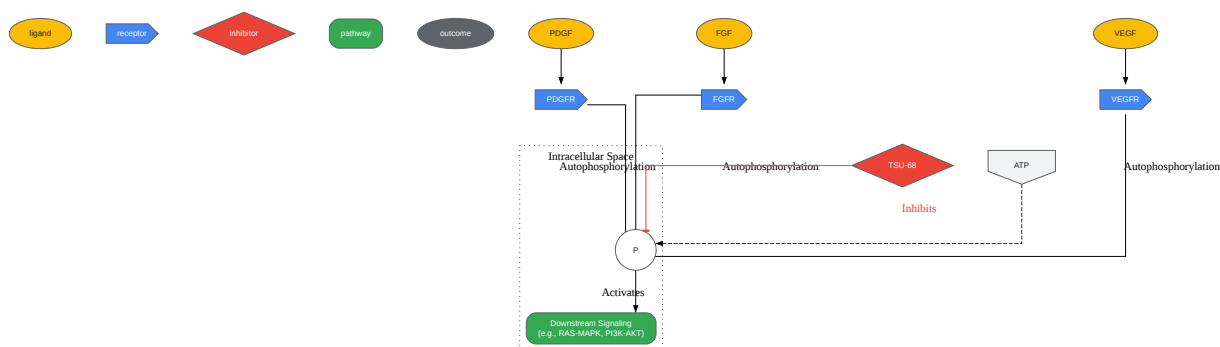 ligand
receptor
inhibitor
pathway
outcome
PDGF
FGF
VEGF
PDGFR
FGFR
VEGFR
Intracellular Space
Autophosphorylation
Autophosphorylation
TSU-68
ATP
Autophosphorylation
Inhibits
P
Activates
Downstream Signaling
(e.g., RAS-MAPK, PI3K-AKT)